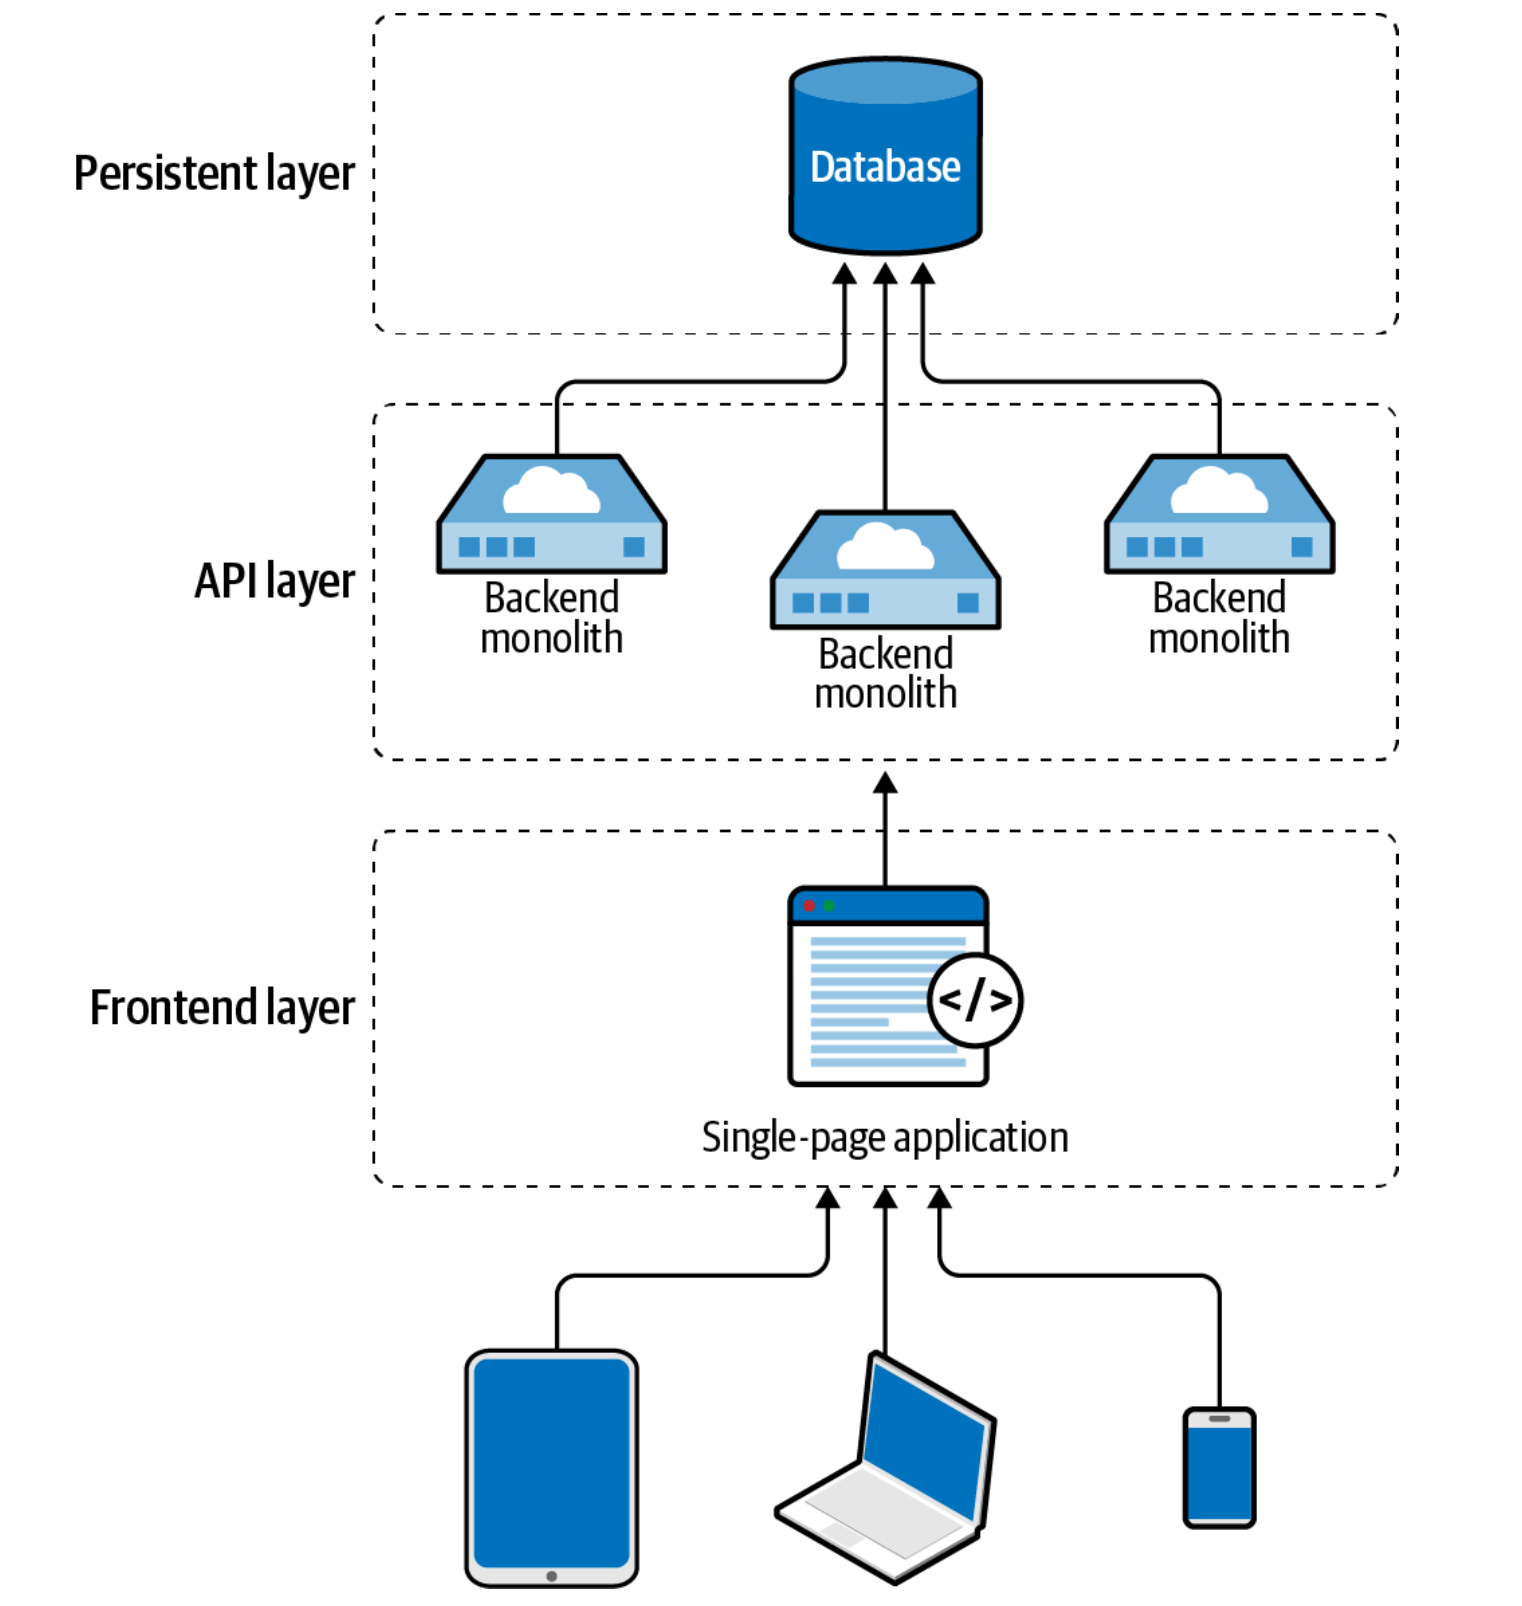 Persistent layer
Database
API layer
Backend
monolith
Backend
monolith
Backend
monolith
Frontend layer
</>
Single-page application